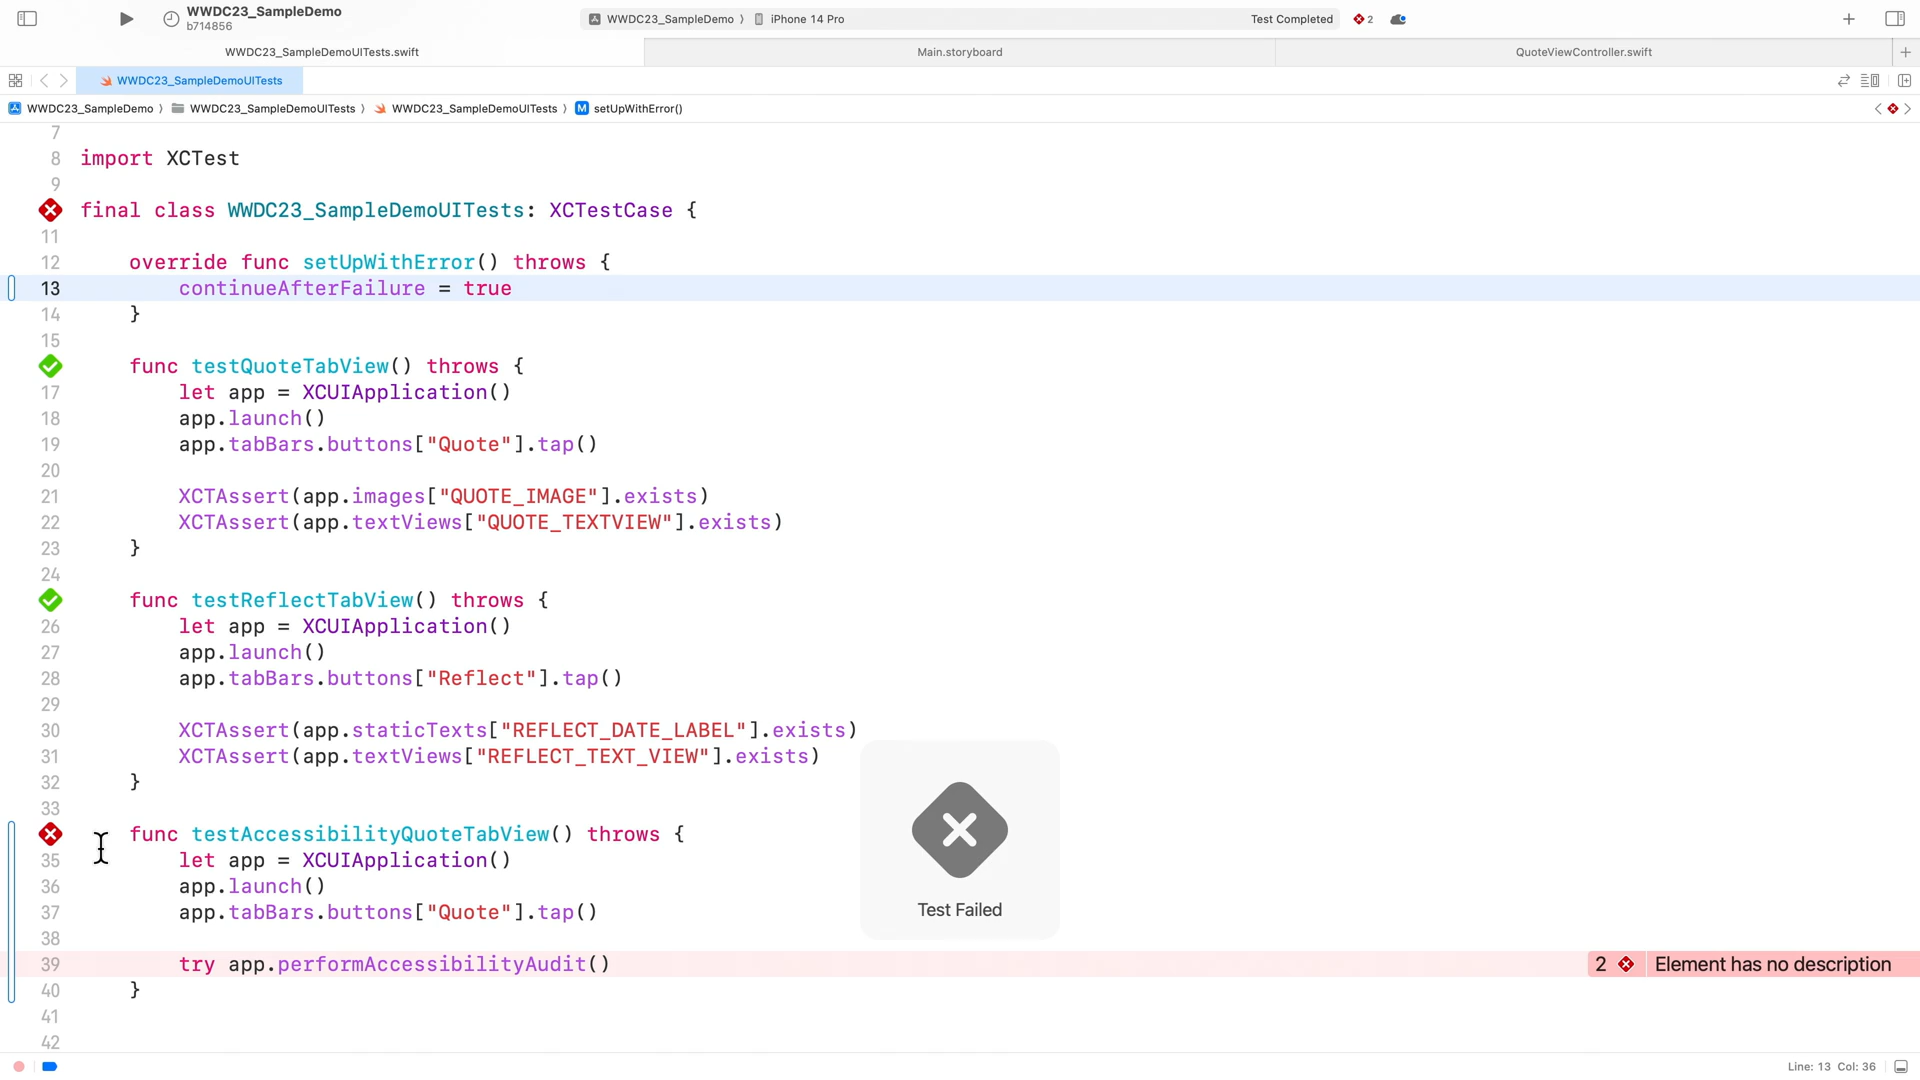 WWDC23_SampleDemo
b714856
WWDC23_SampleDemo 〉 iPhone 14 Pro
Test Completed
2
WWDC23_SampleDemoUITests.swift
Main.storyboard
QuoteViewController.swift
WWDC23_SampleDemoUITests
WWDC23_SampleDemo 〉 WWDC23_SampleDemoUITests 〉 WWDC23_SampleDemoUITests 〉 M setUpWithError()
7
8 import XCTest
9
final class WWDC23_SampleDemoUITests: XCTestCase {
11
12 override func setUpWithError() throws {
13 continueAfterFailure = true
14 }
15
func testQuoteTabView() throws {
17 let app = XCUIApplication()
18 app.launch()
19 app.tabBars.buttons["Quote"].tap()
20
21 XCTAssert(app.images["QUOTE_IMAGE"].exists)
22 XCTAssert(app.textViews["QUOTE_TEXTVIEW"].exists)
23 }
24
func testReflectTabView() throws {
26 let app = XCUIApplication()
27 app.launch()
28 app.tabBars.buttons["Reflect"].tap()
29
30 XCTAssert(app.staticTexts["REFLECT_DATE_LABEL"].exists)
31 XCTAssert(app.textViews["REFLECT_TEXT_VIEW"].exists)
32 }
33
func testAccessibilityQuoteTabView() throws {
35 let app = XCUIApplication()
36 app.launch()
37 app.tabBars.buttons["Quote"].tap()
Test Failed
38
39 try app.performAccessibilityAudit()
2 Element has no description
40 }
41
42
Line: 13 Col: 36